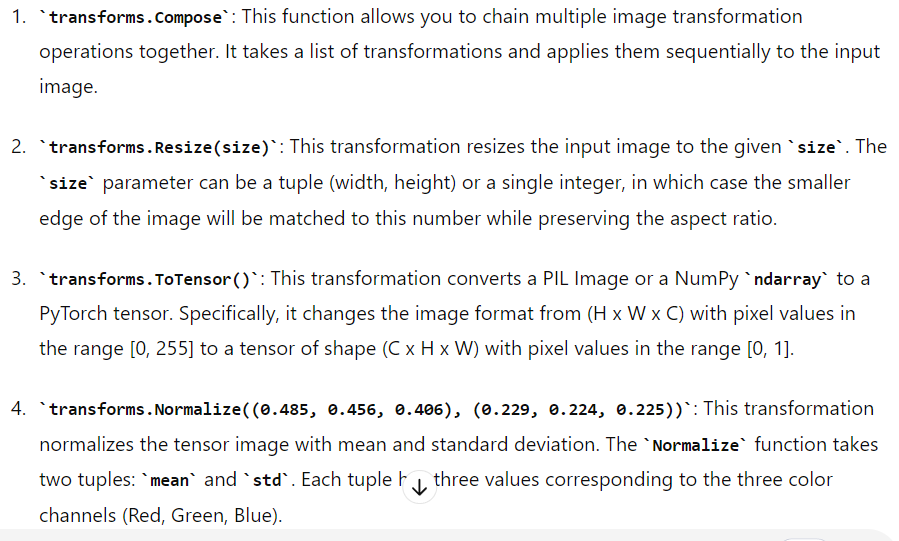 1. `transforms.Compose`: This function allows you to chain multiple image transformation
operations together. It takes a list of transformations and applies them sequentially to the input
image.
2. `transforms.Resize(size)`: This transformation resizes the input image to the given `size`. The
`size` parameter can be a tuple (width, height) or a single integer, in which case the smaller
edge of the image will be matched to this number while preserving the aspect ratio.
3. `transforms.ToTensor()`: This transformation converts a PIL Image or a NumPy `ndarray` to a
PyTorch tensor. Specifically, it changes the image format from (H x W x C) with pixel values in
the range [0, 255] to a tensor of shape (C x H x W) with pixel values in the range [0, 1].
4. `transforms.Normalize((0.485, 0.456, 0.406), (0.229, 0.224, 0.225))`: This transformation
normalizes the tensor image with mean and standard deviation. The `Normalize` function takes
two tuples: `mean` and `std`. Each tuple three values corresponding to the three color
channels (Red, Green, Blue).